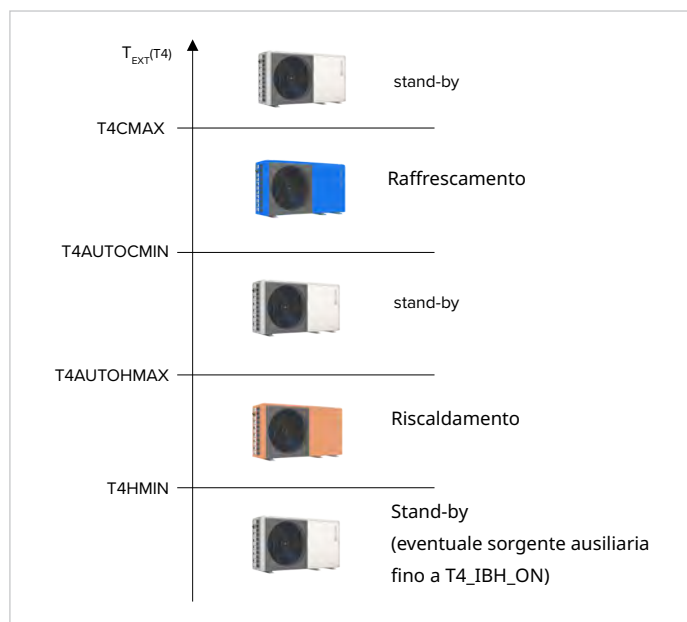 T_EXT(T4)
stand-by
T4CMAX
Raffrescamento
T4AUTOCMIN
stand-by
T4AUTOHMAX
Riscaldamento
T4HMIN
Stand-by
(eventuale sorgente ausiliaria
fino a T4_IBH_ON)